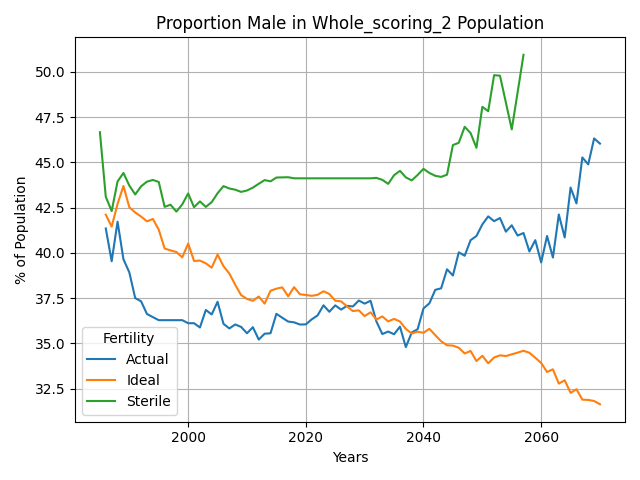 Proportion Male in Whole_scoring_2 Population
% of Population
50.0
47.5
45.0
42.5
40.0
37.5
35.0
32.5
Fertility
Actual
Ideal
Sterile
2000
2020
2040
2060
Years